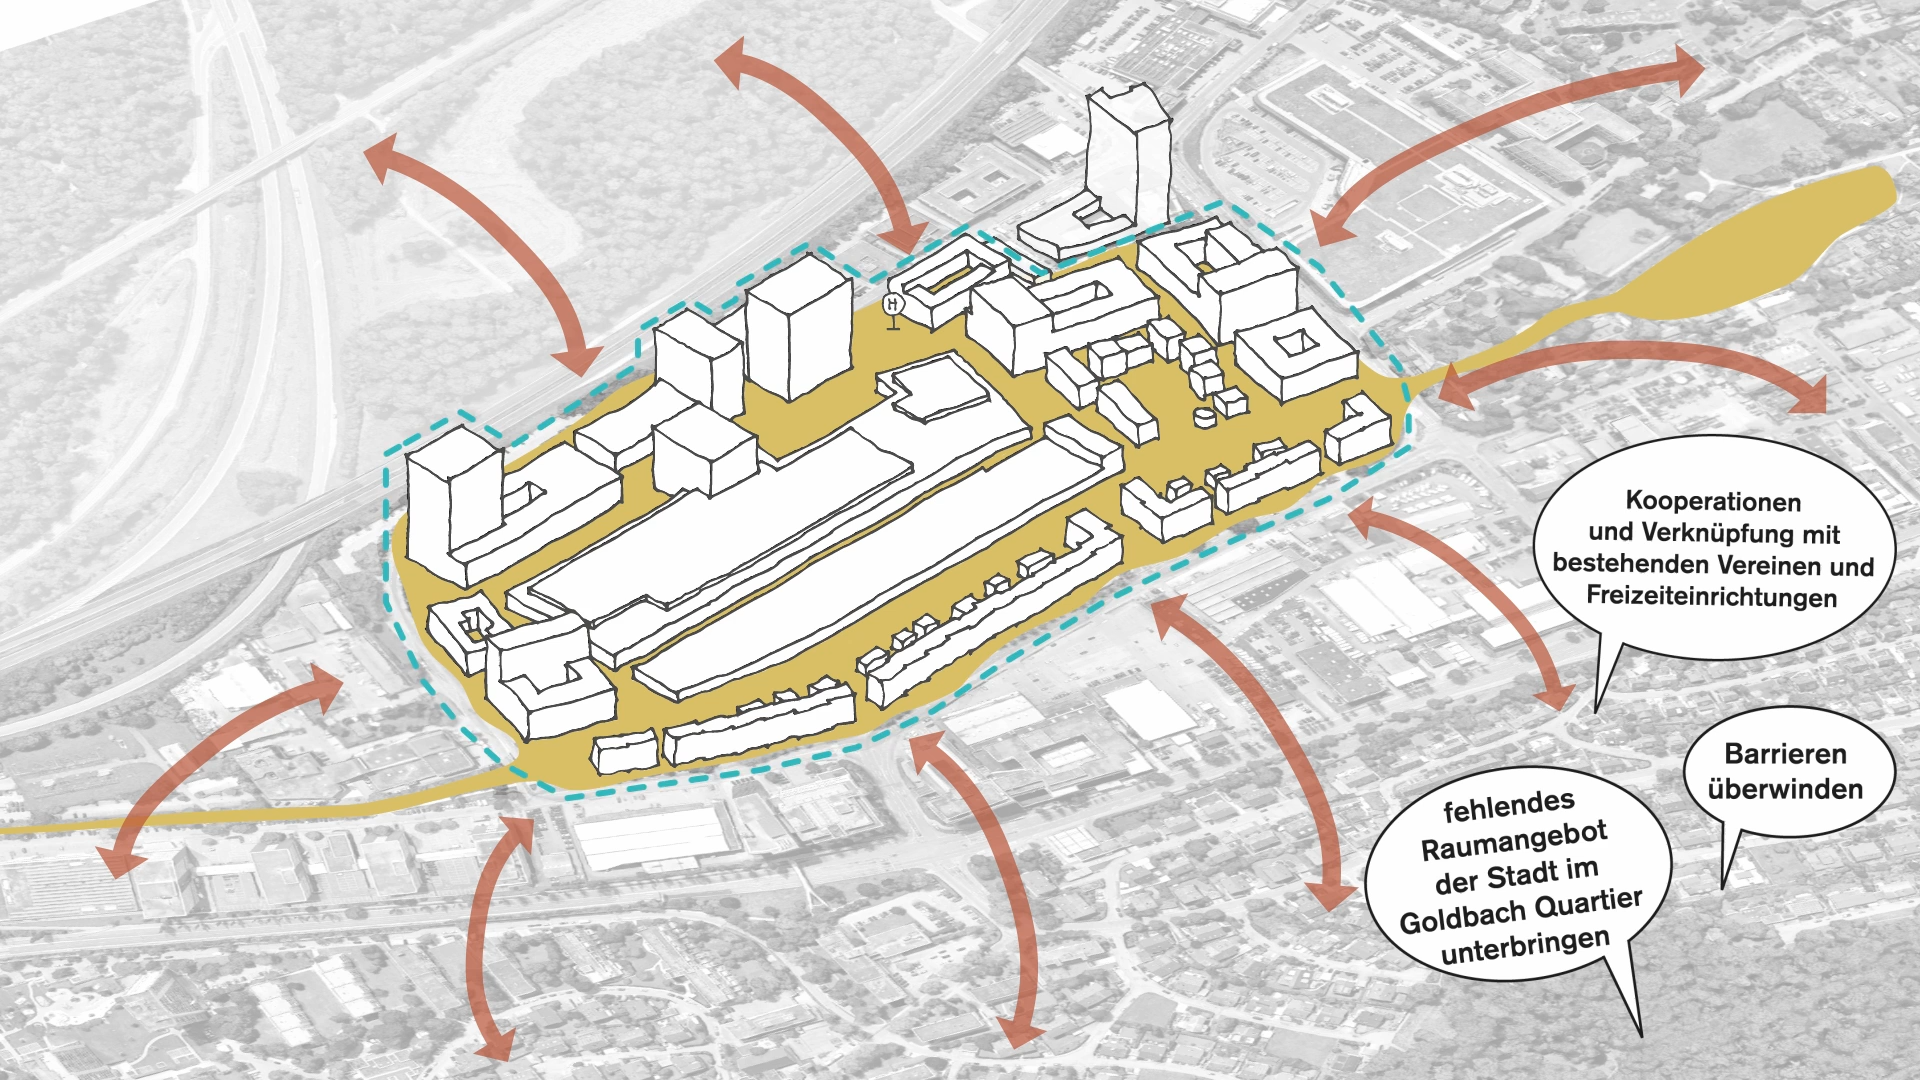 H
Kooperationen
und Verknüpfung mit
bestehenden Vereinen und
Freizeiteinrichtungen
Barrieren
überwinden
fehlendes
Raumangebot
der Stadt im
Goldbach Quartier
unterbringen